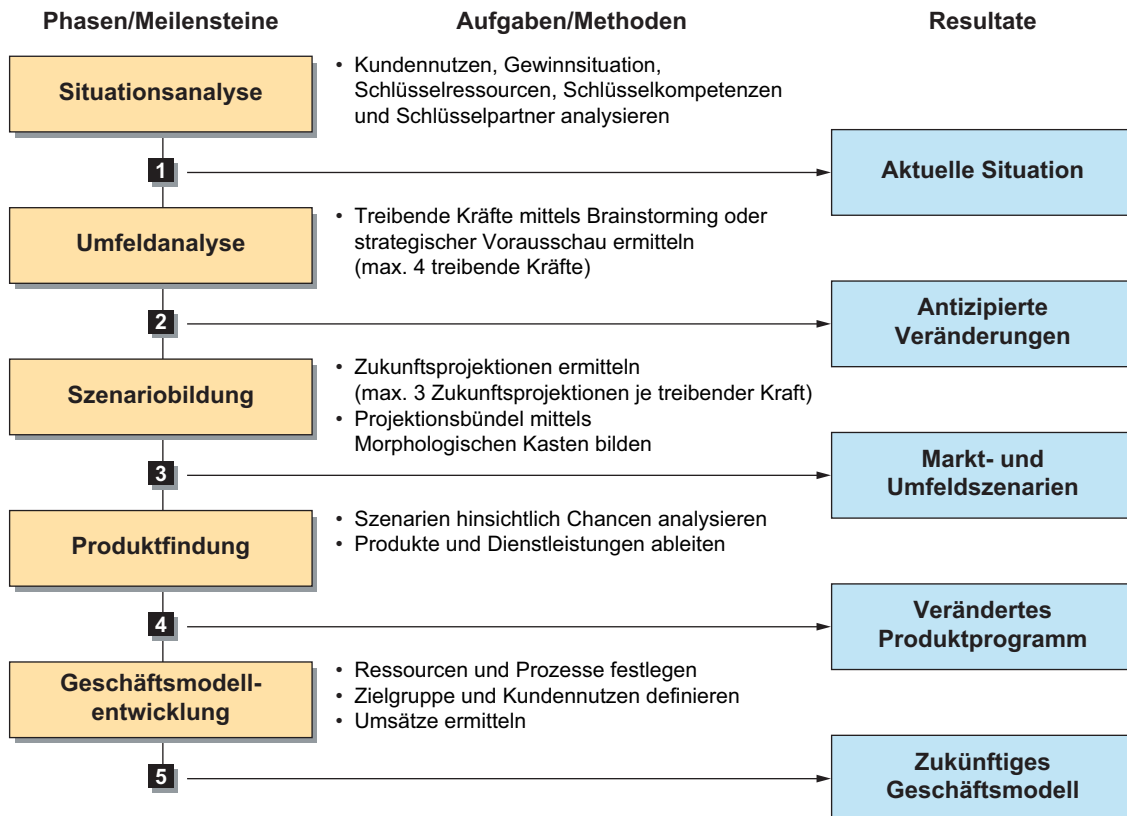 Phasen/Meilensteine
Aufgaben/Methoden
Resultate
Situationsanalyse
• Kundennutzen, Gewinnsituation,
Schlüsselressourcen, Schlüsselkompetenzen
und Schlüsselpartner analysieren
1
Aktuelle Situation
Umfeldanalyse
• Treibende Kräfte mittels Brainstorming oder
strategischer Vorausschau ermitteln
(max. 4 treibende Kräfte)
2
Antizipierte
Veränderungen
Szenariobildung
• Zukunftsprojektionen ermitteln
(max. 3 Zukunftsprojektionen je treibender Kraft)
• Projektionsbündel mittels
Morphologischen Kasten bilden
3
Markt- und
Umfeldszenarien
Produktfindung
• Szenarien hinsichtlich Chancen analysieren
• Produkte und Dienstleistungen ableiten
4
Verändertes
Produktprogramm
Geschäftsmodell-
entwicklung
• Ressourcen und Prozesse festlegen
• Zielgruppe und Kundennutzen definieren
• Umsätze ermitteln
5
Zukünftiges
Geschäftsmodell